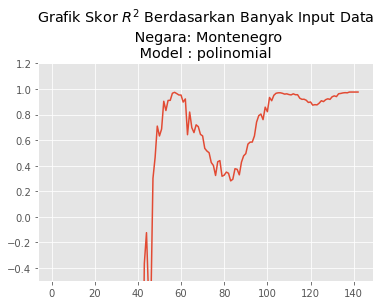 Grafik Skor $R^2$ Berdasarkan Banyak Input Data
Negara: Montenegro
Model : polinomial
1.2
1.0
0.8
0.6
0.4
0.2
0.0
−0.2
−0.4
0 20 40 60 80 100 120 140